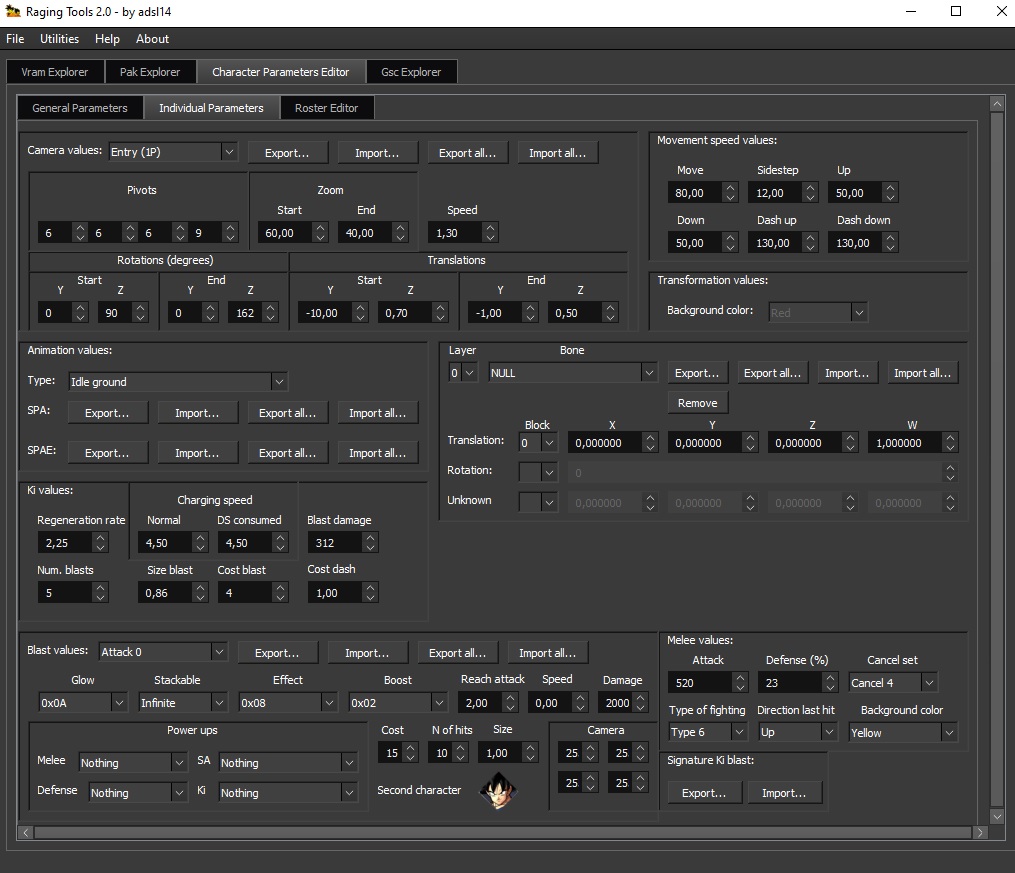 Raging Tools 2.0 - by adsl14
File Utilities Help About
Vram Explorer Pak Explorer Character Parameters Editor Gsc Explorer
General Parameters Individual Parameters Roster Editor
Camera values: Entry (1P) Export... Import... Export all... Import all...
Pivots Zoom
Start End Speed
6 6 6 9 60,00 40,00 1,30
Rotations (degrees) Translations
Start End Start End
Y Z Y Z Y Z Y Z
0 90 0 162 -10,00 0,70 -1,00 0,50
Movement speed values:
Move Sidestep Up
80,00 12,00 50,00
Down Dash up Dash down
50,00 130,00 130,00
Transformation values:
Background color: Red
Animation values:
Type: Idle ground
SPA: Export... Import... Export all... Import all...
SPAE: Export... Import... Export all... Import all...
Layer Bone
0 NULL Export... Export all... Import... Import all...
Remove
Block X Y Z W
Translation: 0 0,000000 0,000000 0,000000 1,000000
Rotation: 0
Unknown 0,000000 0,000000 0,000000 0,000000
Ki values:
Charging speed
Regeneration rate Normal DS consumed Blast damage
2,25 4,50 4,50 312
Num. blasts Size blast Cost blast Cost dash
5 0,86 4 1,00
Blast values: Attack 0 Export... Import... Export all... Import all...
Glow Stackable Effect Boost Reach attack Speed Damage
0x0A Infinite 0x08 0x02 2,00 0,00 2000
Power ups Cost N of hits Size Camera
Melee Nothing SA Nothing 15 10 1,00 25 25
Defense Nothing Ki Nothing Second character 25 25
Melee values:
Attack Defense (%) Cancel set
520 23 Cancel 4
Type of fighting Direction last hit Background color
Type 6 Up Yellow
Signature Ki blast:
Export... Import...